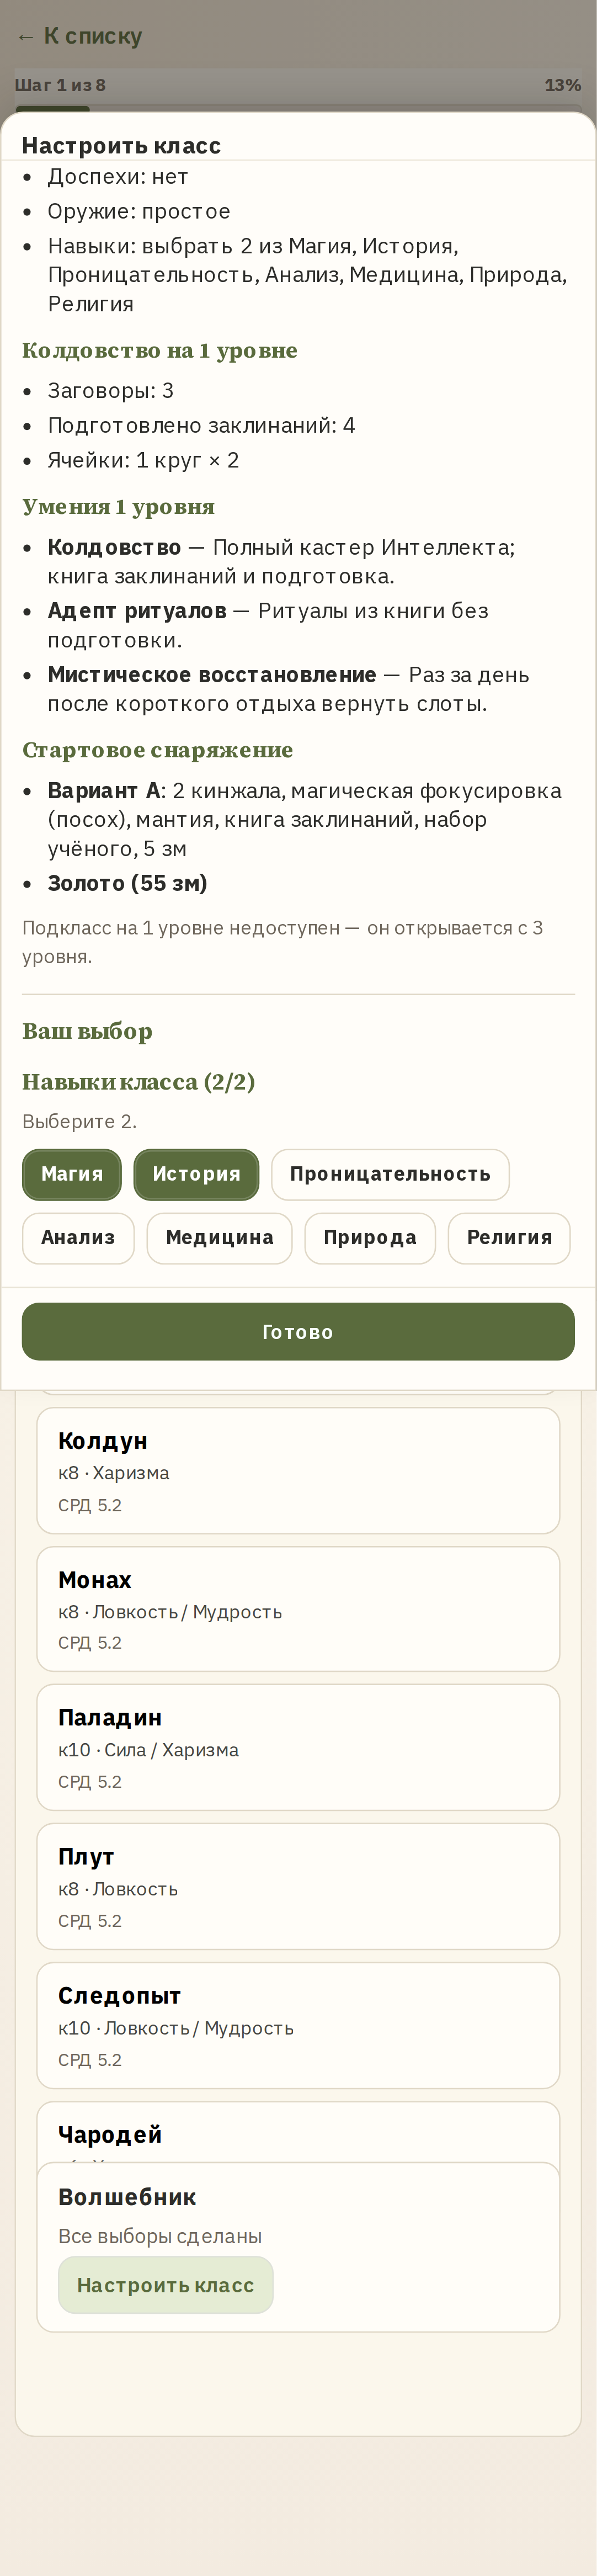 ← К списку
Шаг 1 из 8
13%
Настроить класс
• Доспехи: нет
• Оружие: простое
• Навыки: выбрать 2 из Магия, История,
Проницательность, Анализ, Медицина, Природа,
Религия
Колдовство на 1 уровне
• Заговоры: 3
• Подготовлено заклинаний: 4
• Ячейки: 1 круг × 2
Умения 1 уровня
• Колдовство — Полный кастер Интеллекта;
книга заклинаний и подготовка.
• Адепт ритуалов — Ритуалы из книги без
подготовки.
• Мистическое восстановление — Раз за день
после короткого отдыха вернуть слоты.
Стартовое снаряжение
• Вариант A: 2 кинжала, магическая фокусировка
(посох), мантия, книга заклинаний, набор
учёного, 5 зм
• Золото (55 зм)
Подкласс на 1 уровне недоступен — он открывается с 3
уровня.
Ваш выбор
Навыки класса (2/2)
Выберите 2.
Магия
История
Проницательность
Анализ
Медицина
Природа
Религия
Готово
Колдун
к8 · Харизма
СРД 5.2
Монах
к8 · Ловкость / Мудрость
СРД 5.2
Паладин
к10 · Сила / Харизма
СРД 5.2
Плут
к8 · Ловкость
СРД 5.2
Следопыт
к10 · Ловкость / Мудрость
СРД 5.2
Чародей
Волшебник
Все выборы сделаны
Настроить класс